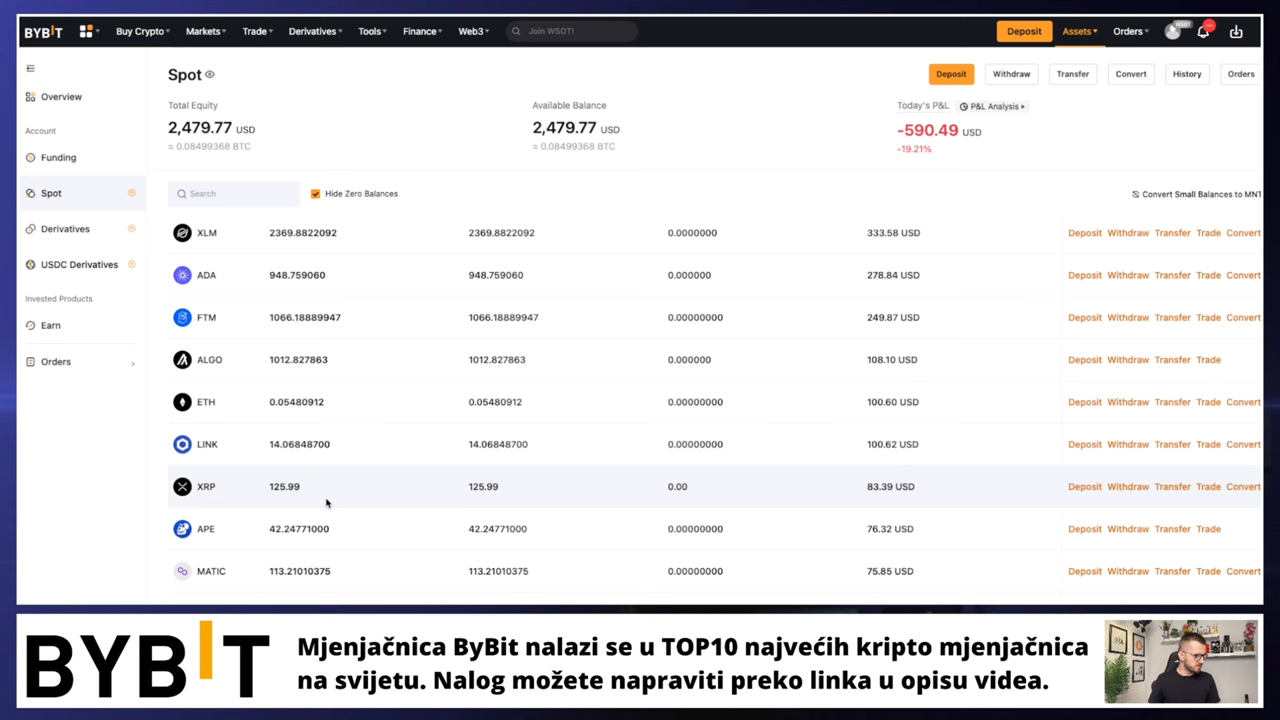 BYBIT Buy Crypto Markets Trade Derivatives Tools Finance Web3 Join WSOT! Deposit Assets Orders
Spot Deposit Withdraw Transfer Convert History Orders
Overview
Account
Funding
Spot
Derivatives
USDC Derivatives
Invested Products
Earn
Orders
Total Equity Available Balance Today's P&L P&L Analysis
2,479.77 USD 2,479.77 USD -590.49 USD
≈ 0.08499368 BTC ≈ 0.08499368 BTC -19.21%
Search Hide Zero Balances Convert Small Balances to MNT
XLM 2369.8822092 2369.8822092 0.0000000 333.58 USD Deposit Withdraw Transfer Trade Convert
ADA 948.759060 948.759060 0.000000 278.84 USD Deposit Withdraw Transfer Trade Convert
FTM 1066.18889947 1066.18889947 0.00000000 249.87 USD Deposit Withdraw Transfer Trade Convert
ALGO 1012.827863 1012.827863 0.000000 108.10 USD Deposit Withdraw Transfer Trade
ETH 0.05480912 0.05480912 0.00000000 100.60 USD Deposit Withdraw Transfer Trade Convert
LINK 14.06848700 14.06848700 0.00000000 100.62 USD Deposit Withdraw Transfer Trade Convert
XRP 125.99 125.99 0.00 83.39 USD Deposit Withdraw Transfer Trade Convert
APE 42.24771000 42.24771000 0.00000000 76.32 USD Deposit Withdraw Transfer Trade
MATIC 113.21010375 113.21010375 0.00000000 75.85 USD Deposit Withdraw Transfer Trade Convert
BYBIT
Mjenjačnica ByBit nalazi se u TOP10 najvećih kripto mjenjačnica
na svijetu. Nalog možete napraviti preko linka u opisu videa.